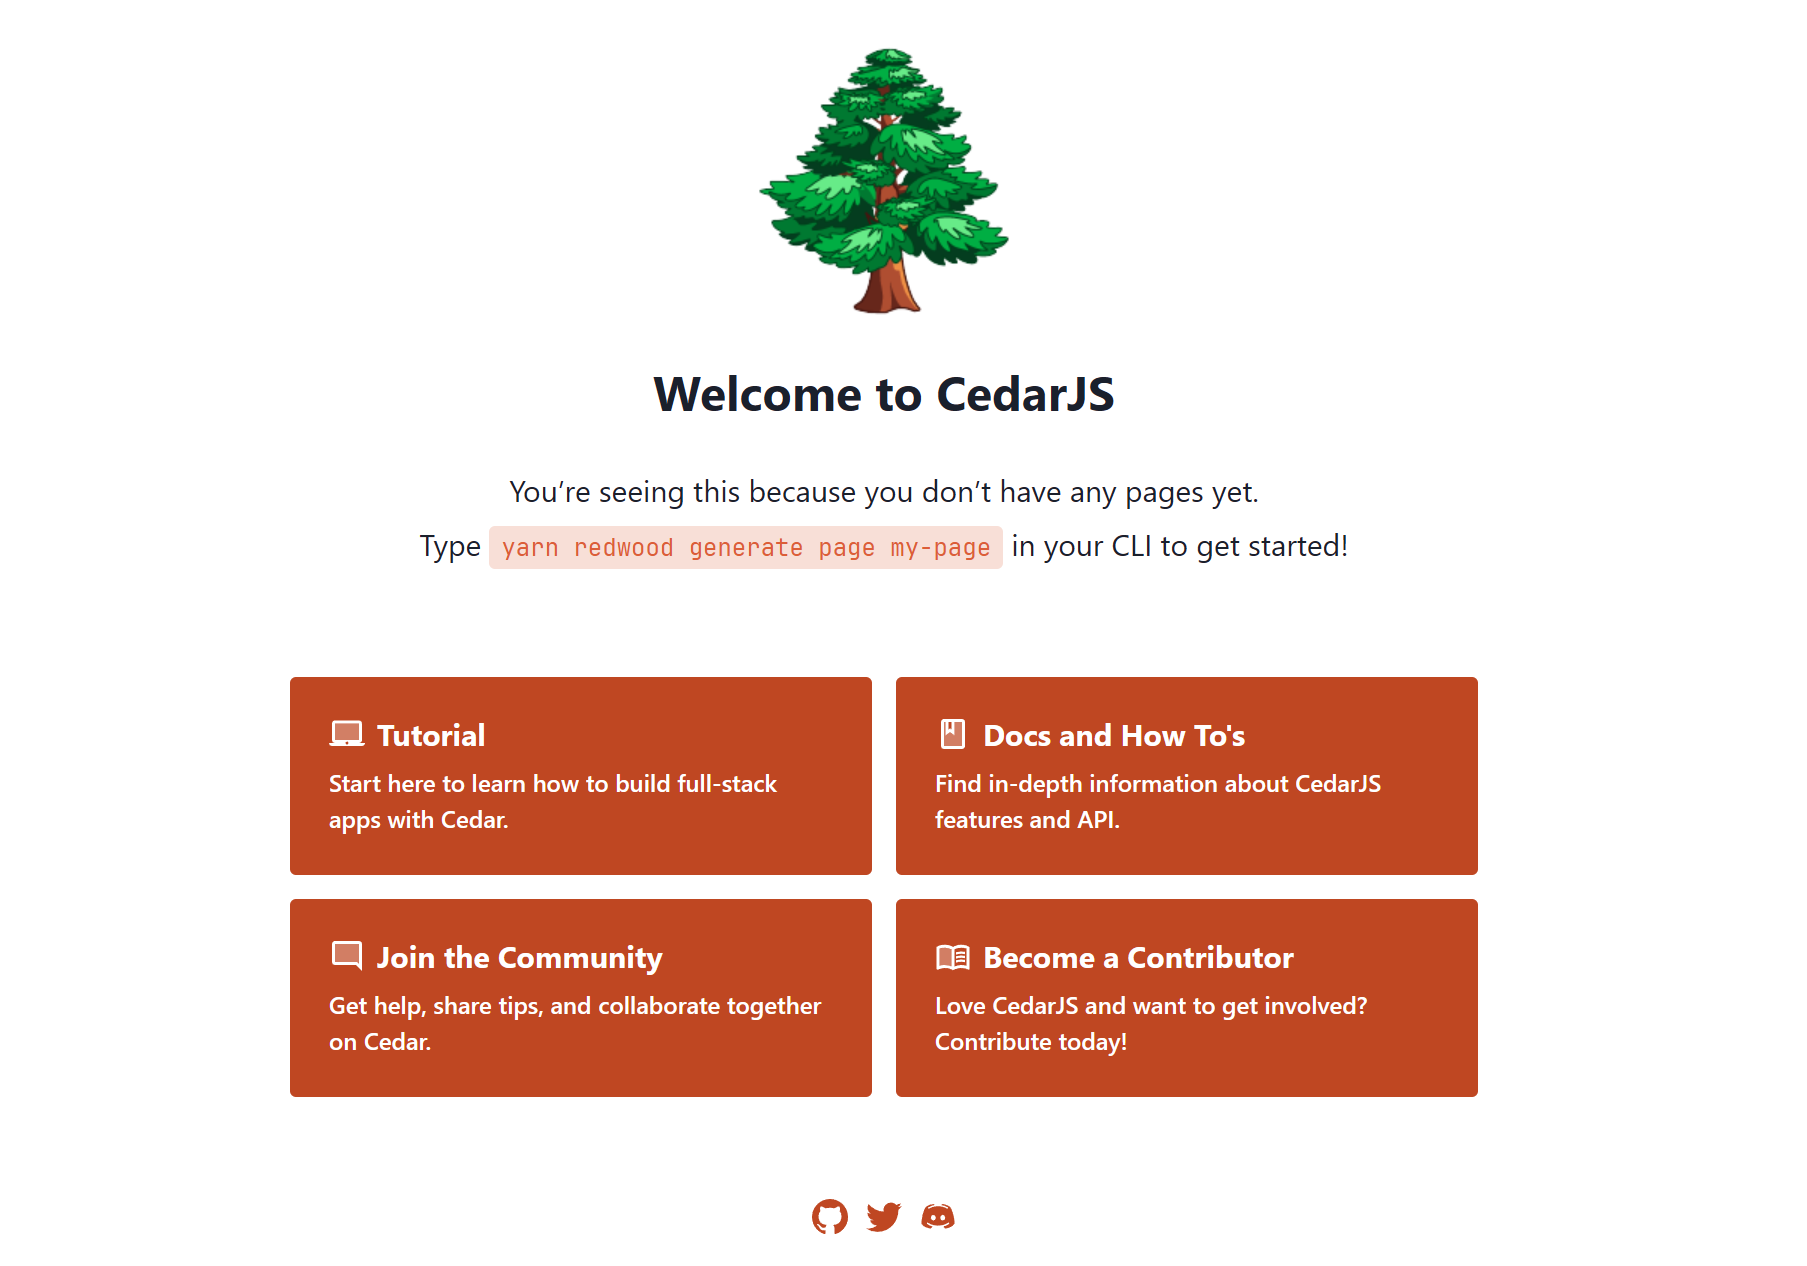 Welcome to CedarJS
You’re seeing this because you don’t have any pages yet.
Type yarn redwood generate page my-page in your CLI to get started!
Tutorial
Start here to learn how to build full-stack
apps with Cedar.
Docs and How To's
Find in-depth information about CedarJS
features and API.
Join the Community
Get help, share tips, and collaborate together
on Cedar.
Become a Contributor
Love CedarJS and want to get involved?
Contribute today!